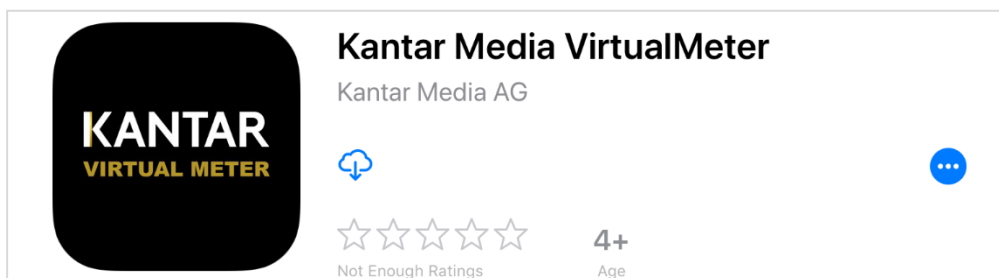 KANTAR
VIRTUAL METER
Kantar Media VirtualMeter
Kantar Media AG
4+
Not Enough Ratings
Age